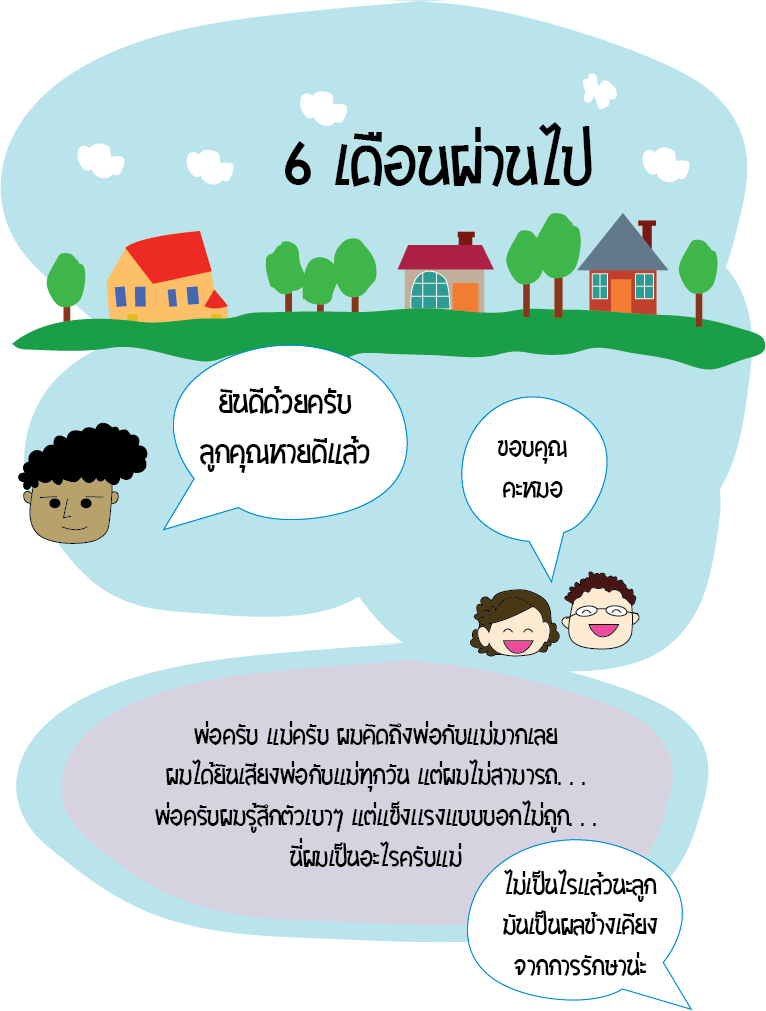 6 เดือนผ่านไป
ยินดีด้วยครับ
ลูกคุณหายดีแล้ว
ขอบคุณ
คะหมอ
พ่อครับ แม่ครับ ผมคิดถึงพ่อกับแม่มากเลย
ผมได้ยินเสียงพ่อกับแม่ทุกวัน แต่ผมไม่สามารถ...
พ่อครับผมรู้สึกตัวเบาๆ แต่แข็งแรงแบบบอกไม่ถูก...
นี่ผมเป็นอะไรครับแม่
ไม่เป็นไรแล้วนะลูก
มันเป็นผลข้างเคียง
จากการรักษาน่ะ